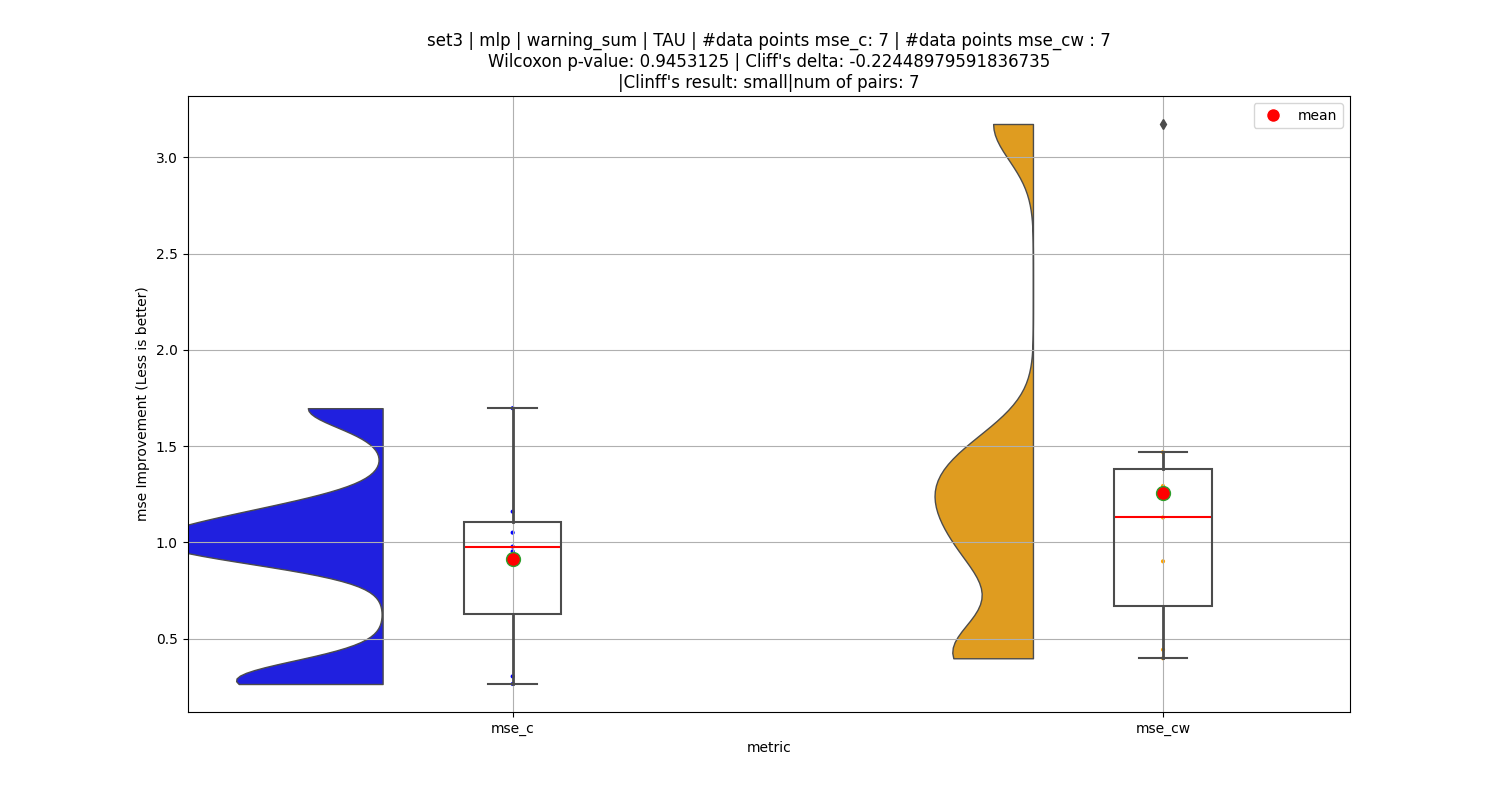 set3 | mlp | warning_sum | TAU | #data points mse_c: 7 | #data points mse_cw : 7
Wilcoxon p-value: 0.9453125 | Cliff's delta: -0.22448979591836735
|Clinff's result: small|num of pairs: 7
mean
3.0
2.5
2.0
1.5
1.0
0.5
mse Improvement (Less is better)
mse_c
mse_cw
metric